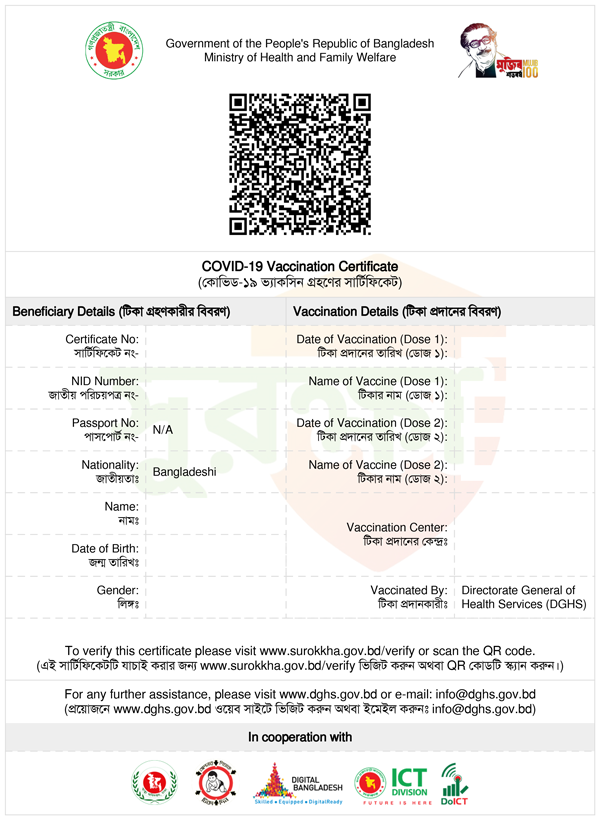 গণপ্রজাতন্ত্রী বাংলাদেশ
সরকার
Government of the People's Republic of Bangladesh
Ministry of Health and Family Welfare
মুজিব
শতবর্ষ
MUJIB
100
COVID-19 Vaccination Certificate
(কোভিড-১৯ ভ্যাকসিন গ্রহণের সার্টিফিকেট)
সুরক্ষা
Beneficiary Details (টিকা গ্রহণকারীর বিবরণ)
Vaccination Details (টিকা প্রদানের বিবরণ)
Certificate No:
সার্টিফিকেট নং-
Date of Vaccination (Dose 1):
টিকা প্রদানের তারিখ (ডোজ ১):
NID Number:
জাতীয় পরিচয়পত্র নং-
Name of Vaccine (Dose 1):
টিকার নাম (ডোজ ১):
Passport No:
পাসপোর্ট নং-
N/A
Date of Vaccination (Dose 2):
টিকা প্রদানের তারিখ (ডোজ ২):
Nationality:
জাতীয়তাঃ
Bangladeshi
Name of Vaccine (Dose 2):
টিকার নাম (ডোজ ২):
Name:
নামঃ
Vaccination Center:
টিকা প্রদানের কেন্দ্রঃ
Date of Birth:
জন্ম তারিখঃ
Gender:
লিঙ্গঃ
Vaccinated By:
টিকা প্রদানকারীঃ
Directorate General of
Health Services (DGHS)
To verify this certificate please visit www.surokkha.gov.bd/verify or scan the QR code.
(এই সার্টিফিকেটটি যাচাই করার জন্য www.surokkha.gov.bd/verify ভিজিট করুন অথবা QR কোডটি স্ক্যান করুন।)
For any further assistance, please visit www.dghs.gov.bd or e-mail: info@dghs.gov.bd
(প্রয়োজনে www.dghs.gov.bd ওয়েব সাইটে ভিজিট করুন অথবা ইমেইল করুনঃ info@dghs.gov.bd)
In cooperation with
DIGITAL
BANGLADESH
Skilled • Equipped • DigitalReady
ICT
DIVISION
FUTURE IS HERE
DoICT